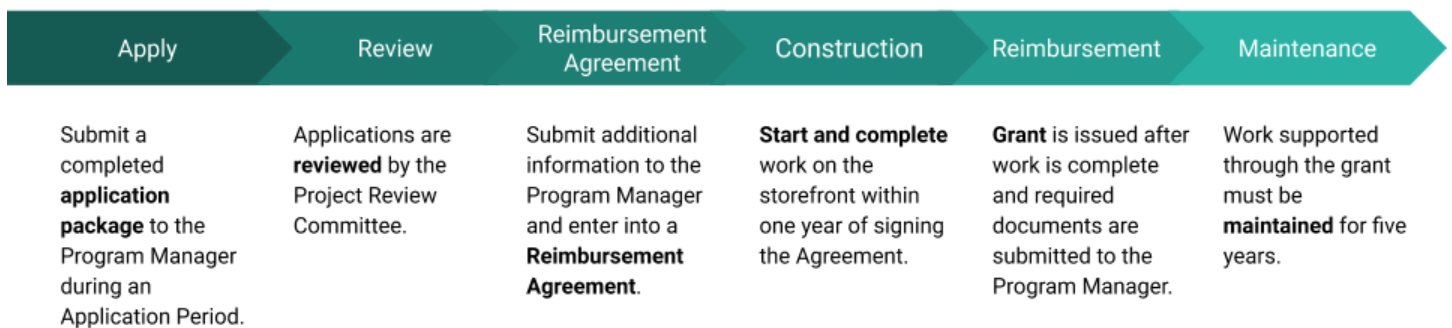 Apply
Review
Reimbursement
Agreement
Construction
Reimbursement
Maintenance
Submit a
completed
application
package to the
Program Manager
during an
Application Period.
Applications are
reviewed by the
Project Review
Committee.
Submit additional
information to the
Program Manager
and enter into a
Reimbursement
Agreement.
Start and complete
work on the
storefront within
one year of signing
the Agreement.
Grant is issued after
work is complete
and required
documents are
submitted to the
Program Manager.
Work supported
through the grant
must be
maintained for five
years.